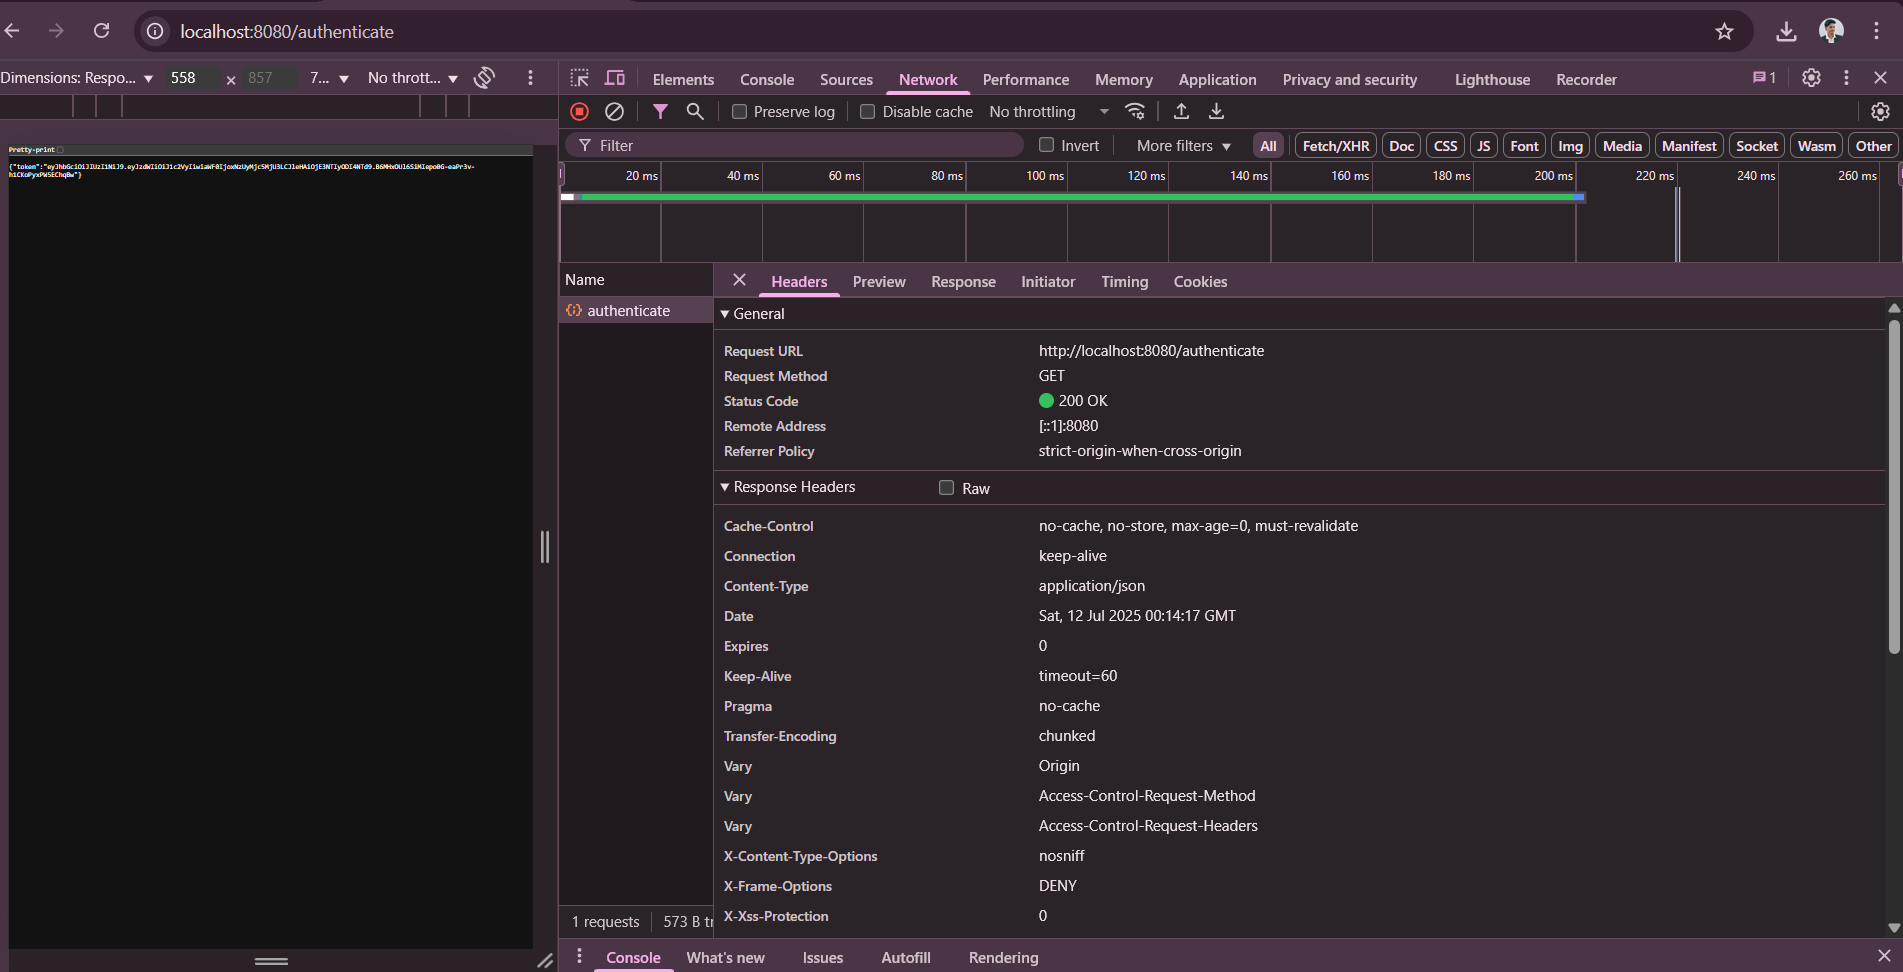 localhost:8080/authenticate
Dimensions: Respo... 558 × 857 7... No thrott...
Elements Console Sources Network Performance Memory Application Privacy and security Lighthouse Recorder 1
Preserve log Disable cache No throttling
Filter Invert More filters All Fetch/XHR Doc CSS JS Font Img Media Manifest Socket Wasm Other
20 ms 40 ms 60 ms 80 ms 100 ms 120 ms 140 ms 160 ms 180 ms 200 ms 220 ms 240 ms 260 ms
Pretty-print
{"token":
Name
authenticate
1 requests 573 B tr
Headers Preview Response Initiator Timing Cookies
General
Request URL http://localhost:8080/authenticate
Request Method GET
Status Code 200 OK
Remote Address [::1]:8080
Referrer Policy strict-origin-when-cross-origin
Response Headers Raw
Cache-Control no-cache, no-store, max-age=0, must-revalidate
Connection keep-alive
Content-Type application/json
Date Sat, 12 Jul 2025 00:14:17 GMT
Expires 0
Keep-Alive timeout=60
Pragma no-cache
Transfer-Encoding chunked
Vary Origin
Vary Access-Control-Request-Method
Vary Access-Control-Request-Headers
X-Content-Type-Options nosniff
X-Frame-Options DENY
X-Xss-Protection 0
Console What's new Issues Autofill Rendering